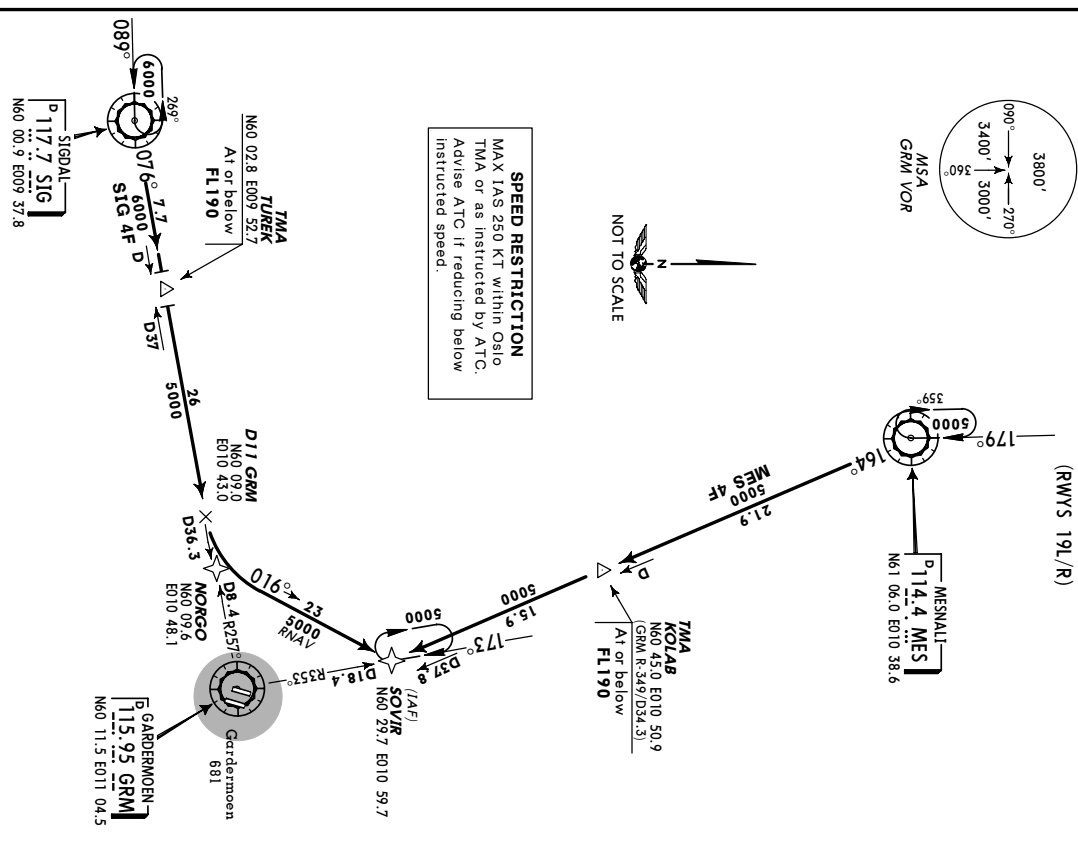 (RWYS 19L/R)
3800'
090°
270°
3400'
3000'
360°
MSA
GRM VOR
N
NOT TO SCALE
179°
359°
5000
MESNALI
D
114.4 MES
N61 06.0 E010 38.6
164°
MES 4F
5000
21.9
D
TMA
KOLAB
N60 45.0 E010 50.9
(GRM R-349/D34.3)
At or below
FL190
SPEED RESTRICTION
MAX IAS 250 KT within Oslo
TMA or as instructed by ATC.
Advise ATC if reducing below
instructed speed.
5000
15.9
173°
D37.8
5000
(IAF)
SOVIR
N60 29.7 E010 59.7
D18.4
R353°
089°
6000
269°
SIGDAL
D
117.7 SIG
N60 00.9 E009 37.8
076°
7.7
6000
SIG 4F
D
TMA
TUREK
N60 02.8 E009 52.7
At or below
FL190
D37
26
5000
D11 GRM
N60 09.0
E010 43.0
D36.3
016°
23
5000
RNAV
D8.4
R257°
NORGO
N60 09.6
E010 48.1
Gardermoen
681
GARDERMOEN
D
115.95 GRM
N60 11.5 E011 04.5